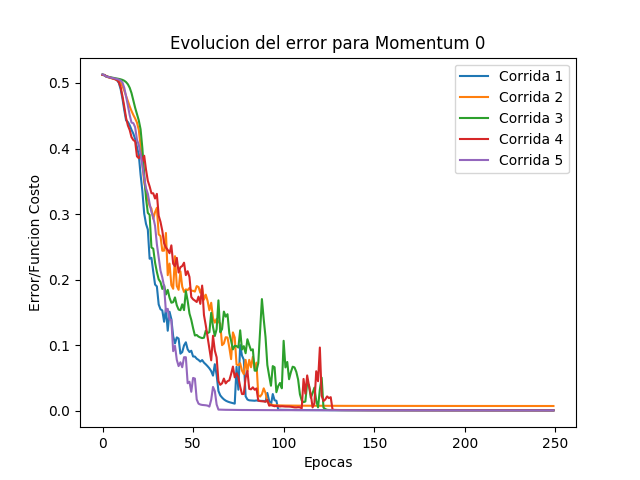 Evolucion del error para Momentum 0
Corrida 1
Corrida 2
Corrida 3
Corrida 4
Corrida 5
Error/Funcion Costo
0.5
0.4
0.3
0.2
0.1
0.0
0 50 100 150 200 250
Epocas